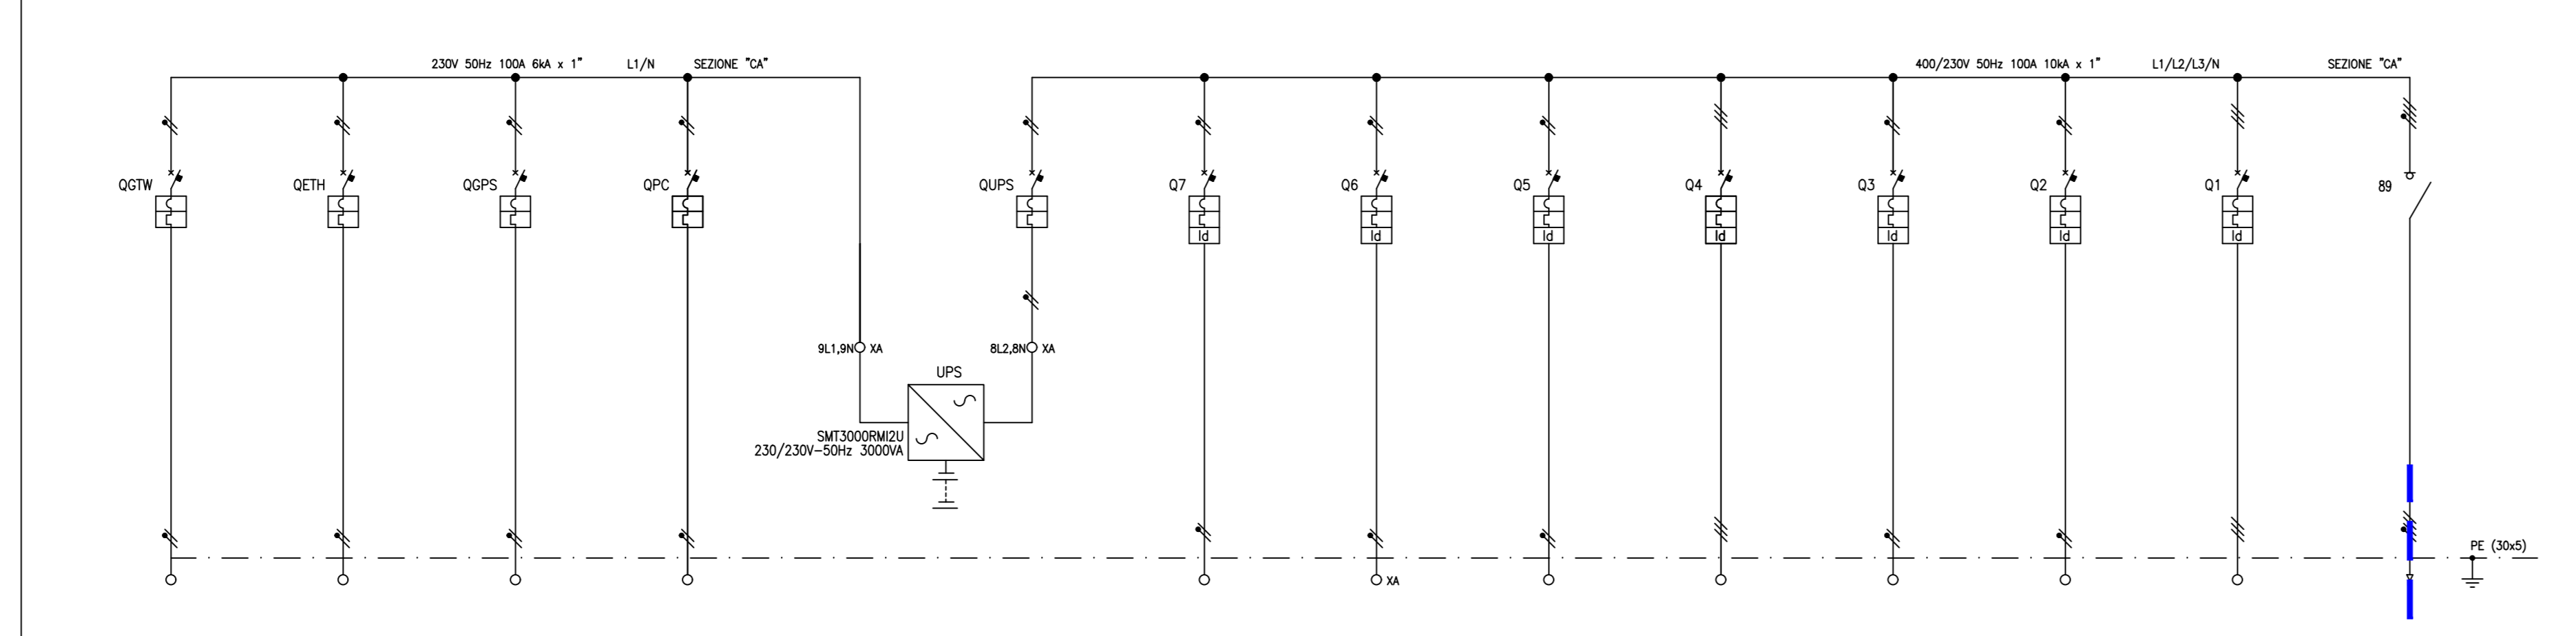 230V 50Hz 100A 6kA x 1" L1/N SEZIONE "CA"
400/230V 50Hz 100A 10kA x 1" L1/L2/L3/N SEZIONE "CA"
QGTW QETH QGPS QPC QUPS Q7 Q6 Q5 Q4 Q3 Q2 Q1 89
Id Id Id Id Id Id Id
9L1,9N XA 8L2,8N XA
UPS
SMT3000RMI2U
230/230V-50Hz 3000VA
PE (30x5)
XA